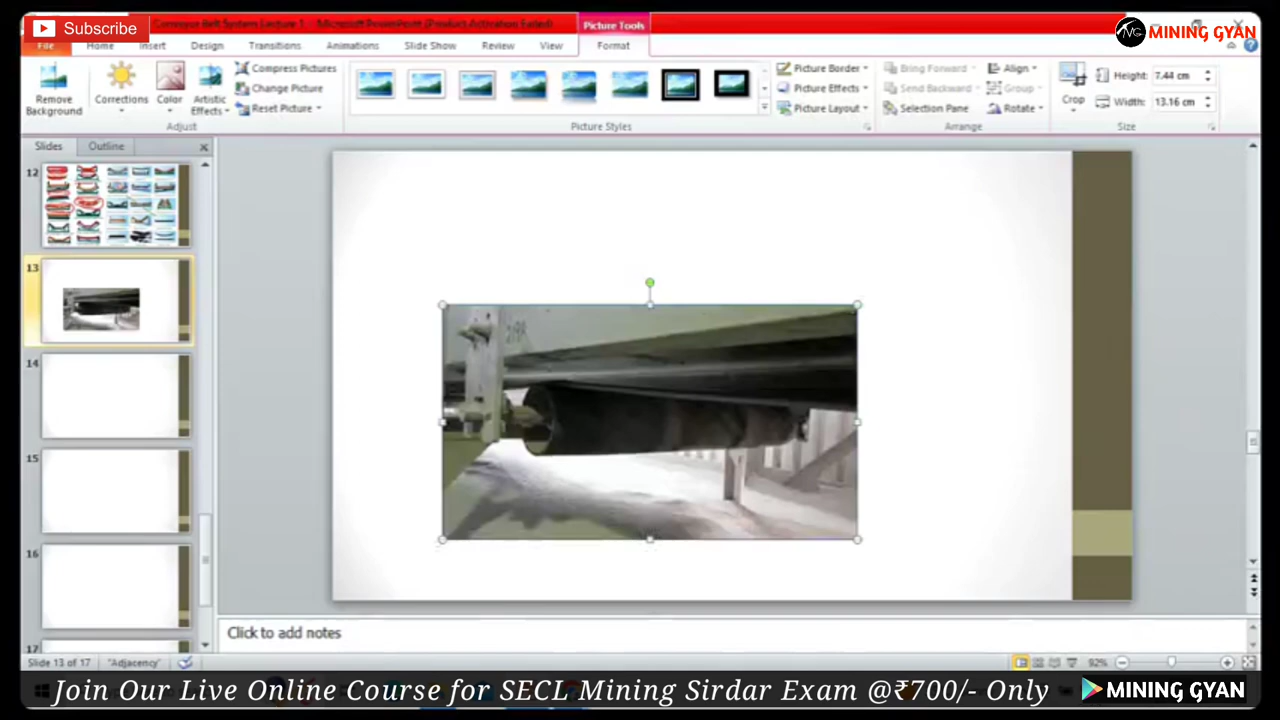 Subscribe
Conveyor Belt System Lecture 1 - Microsoft PowerPoint (Product Activation Failed)
Picture Tools
MINING GYAN
File Home Insert Design Transitions Animations Slide Show Review View Format
Remove Background
Corrections
Color
Artistic Effects
Compress Pictures
Change Picture
Reset Picture
Adjust
Picture Styles
Picture Border
Picture Effects
Picture Layout
Bring Forward
Send Backward
Selection Pane
Align
Group
Rotate
Arrange
Crop
Height: 7.44 cm
Width: 13.16 cm
Size
Slides Outline
12
13
14
15
16
17
Click to add notes
Slide 13 of 17 "Adjacency"
92%
Join Our Live Online Course for SECL Mining Sirdar Exam @₹700/- Only
MINING GYAN